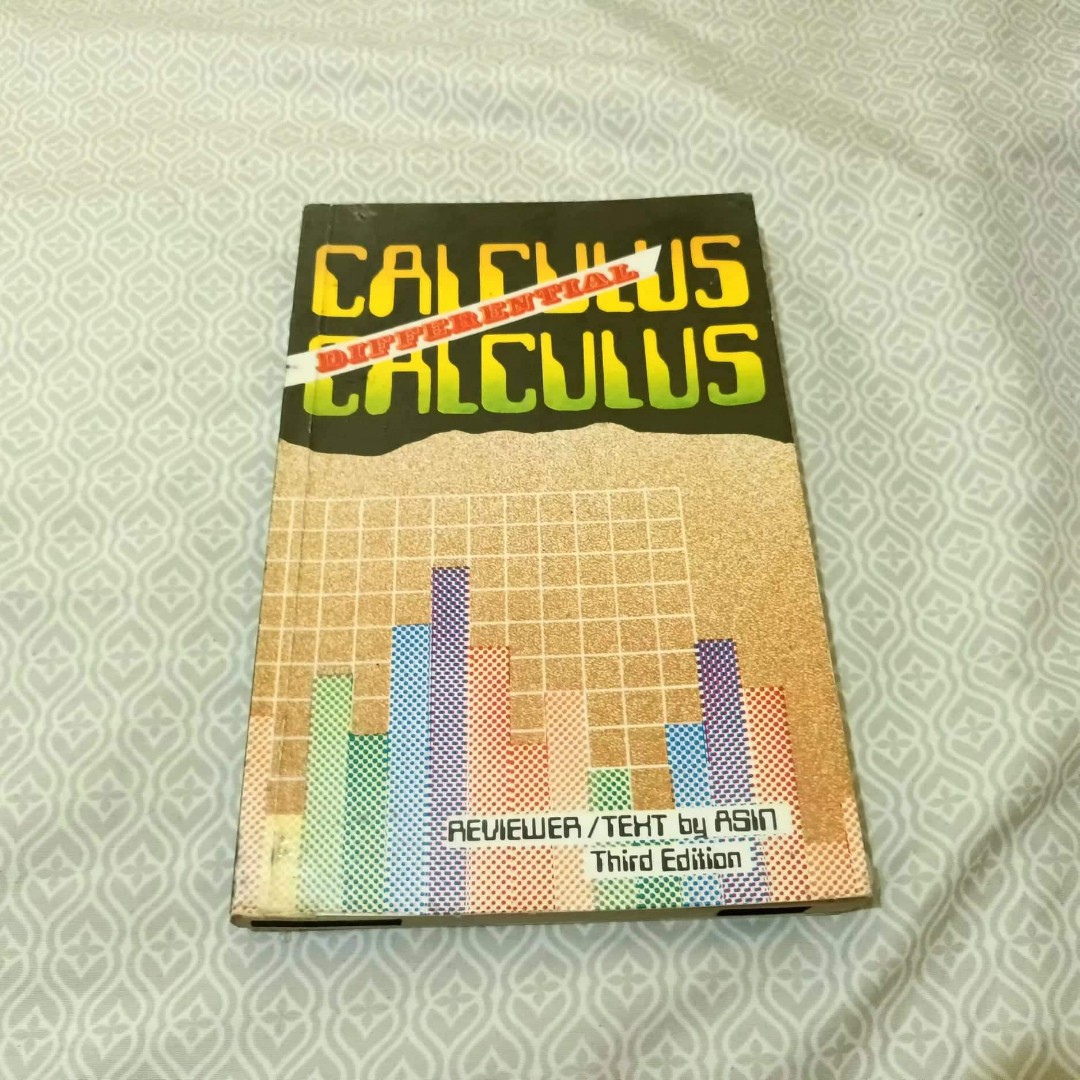 CALCULUS
DIFFERENTIAL
CALCULUS
REVIEWER/TEXT by ASIN
Third Edition